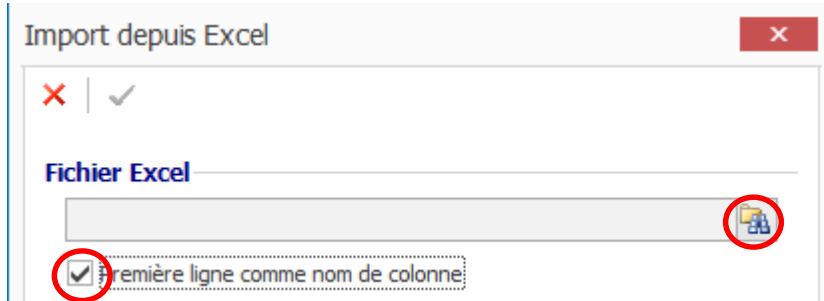 Import depuis Excel
Fichier Excel
Première ligne comme nom de colonne